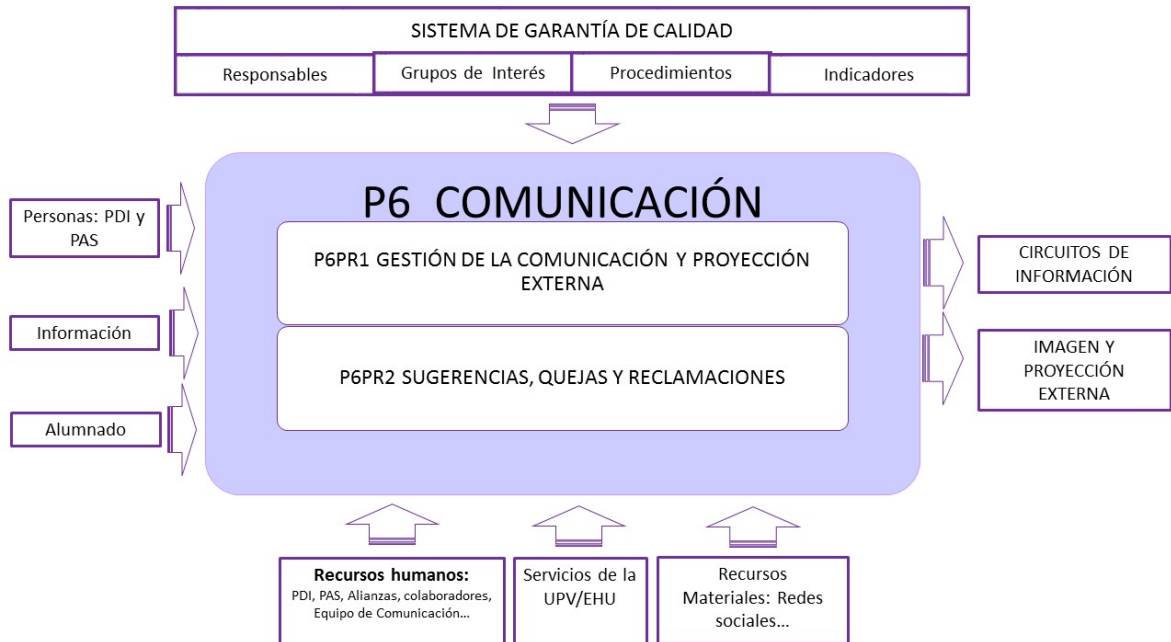 SISTEMA DE GARANTÍA DE CALIDAD
Responsables
Grupos de Interés
Procedimientos
Indicadores
P6 COMUNICACIÓN
Personas: PDI y
PAS
P6PR1 GESTIÓN DE LA COMUNICACIÓN Y PROYECCIÓN
EXTERNA
CIRCUITOS DE
INFORMACIÓN
Información
P6PR2 SUGERENCIAS, QUEJAS Y RECLAMACIONES
IMAGEN Y
PROYECCIÓN
EXTERNA
Alumnado
Recursos humanos:
PDI, PAS, Alianzas, colaboradores,
Equipo de Comunicación...
Servicios de la
UPV/EHU
Recursos
Materiales: Redes
sociales...